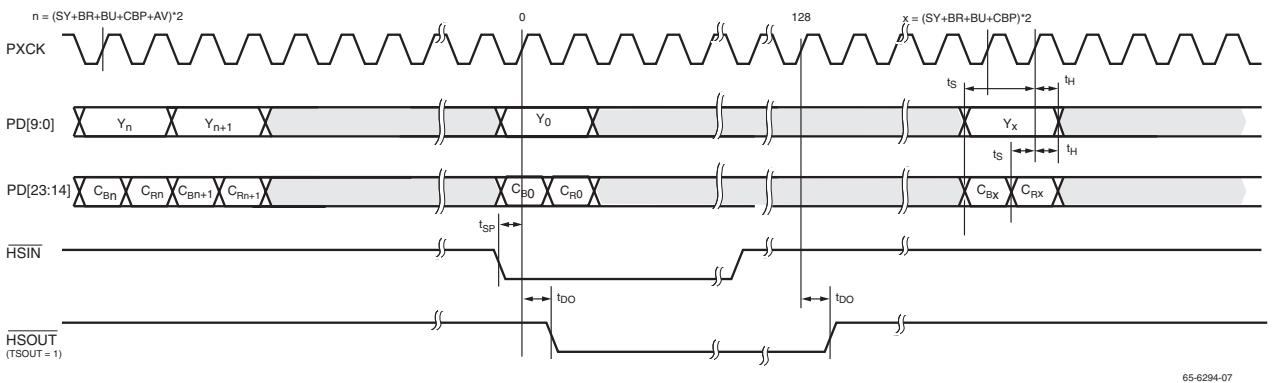 n = (SY+BR+BU+CBP+AV)*2 0 128 x = (SY+BR+BU+CBP)*2
PXCK
tS tH
PD[9:0] Yn Yn+1 Y0 Yx
tS tH
PD[23:14] CBn CRn CBn+1 CRn+1 CB0 CR0 CBx CRx
tSP
HSIN
tDO tDO
HSOUT
(TSOUT = 1)
65-6294-07